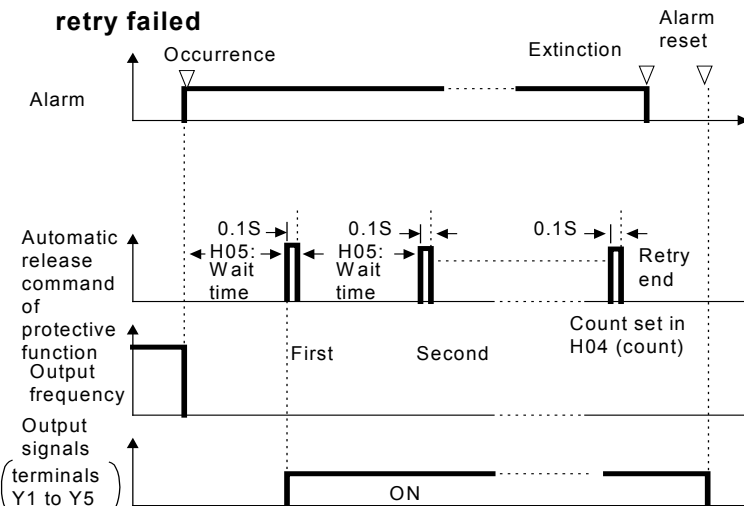 retry failed
Alarm
reset
Occurrence
Extinction
Alarm
0.1S
0.1S
0.1S
Automatic
release
command
of
protective
function
H05:
Wait
time
H05:
Wait
time
Retry
end
Count set in
H04 (count)
First
Second
Output
frequency
Output
signals
(terminals
Y1 to Y5)
ON